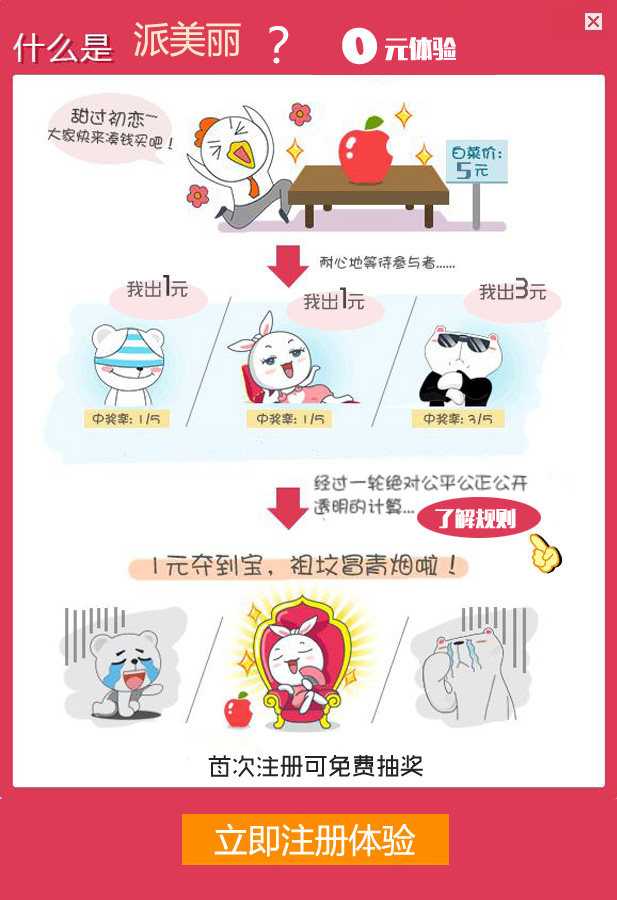 什么是 派美丽 ? 0元体验
甜过初恋~
大家快来凑钱买吧!
白菜价:
5元
耐心地等待参与者......
我出1元
我出1元
我出3元
中奖率: 1/5
中奖率: 1/5
中奖率: 3/5
经过一轮绝对公平公正公开
透明的计算...
了解规则
1元夺到宝，祖坟冒青烟啦!
首次注册可免费抽奖
立即注册体验